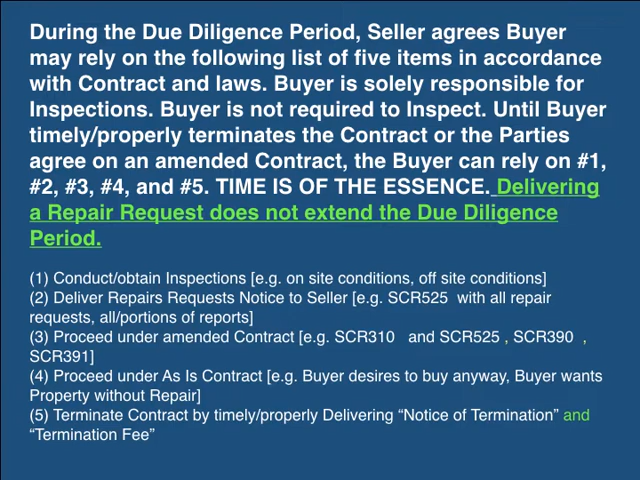 During the Due Diligence Period, Seller agrees Buyer
may rely on the following list of five items in accordance
with Contract and laws. Buyer is solely responsible for
Inspections. Buyer is not required to Inspect. Until Buyer
timely/properly terminates the Contract or the Parties
agree on an amended Contract, the Buyer can rely on #1,
#2, #3, #4, and #5. TIME IS OF THE ESSENCE. Delivering
a Repair Request does not extend the Due Diligence
Period.
(1) Conduct/obtain Inspections [e.g. on site conditions, off site conditions]
(2) Deliver Repairs Requests Notice to Seller [e.g. SCR525 with all repair
requests, all/portions of reports]
(3) Proceed under amended Contract [e.g. SCR310 and SCR525 , SCR390 ,
SCR391]
(4) Proceed under As Is Contract [e.g. Buyer desires to buy anyway, Buyer wants
Property without Repair]
(5) Terminate Contract by timely/properly Delivering “Notice of Termination” and
“Termination Fee”